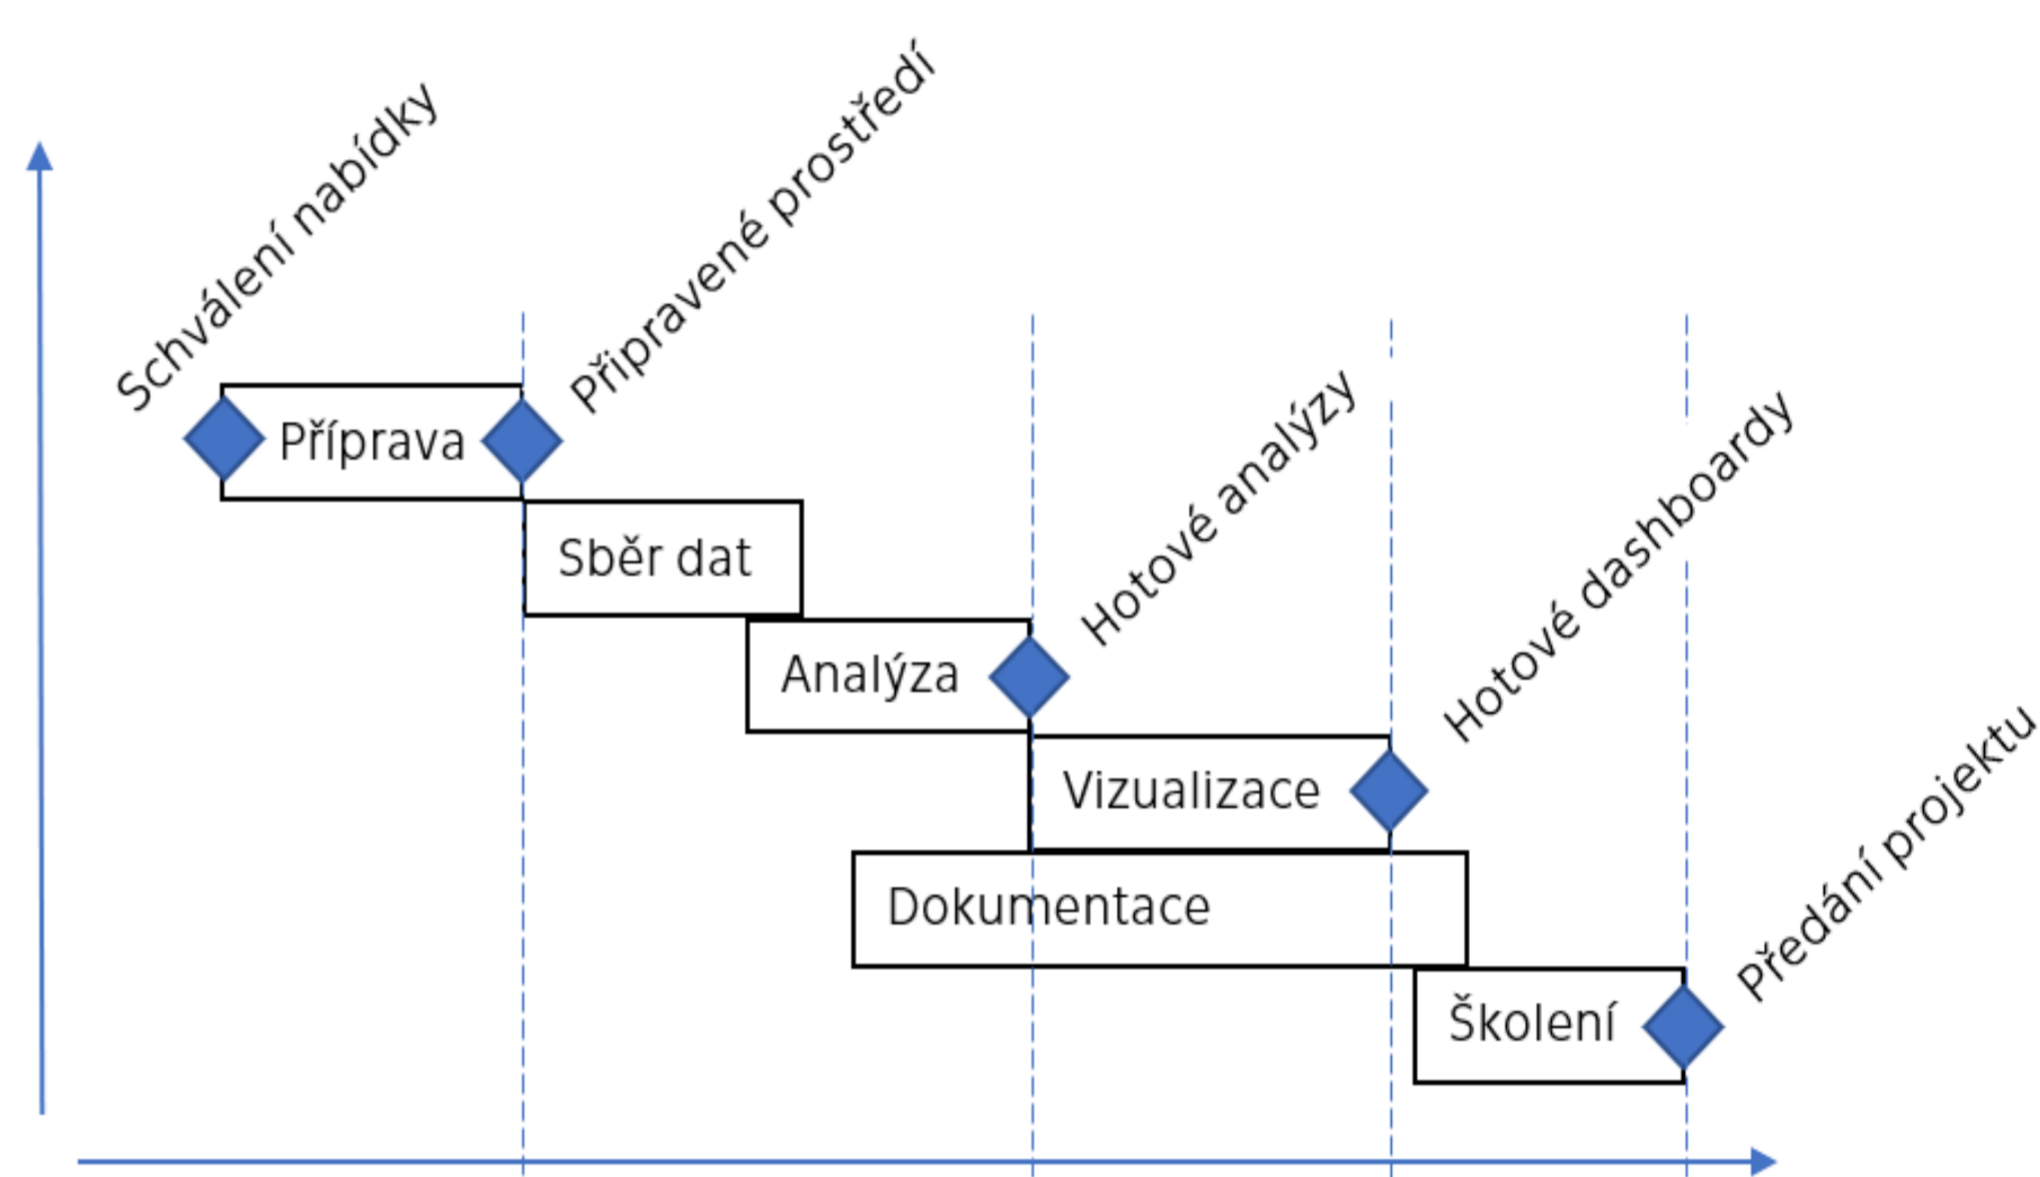 Schválení nabídky
Připravené prostředí
Příprava
Sběr dat
Hotové analýzy
Analýza
Hotové dashboardy
Vizualizace
Dokumentace
Předání projektu
Školení